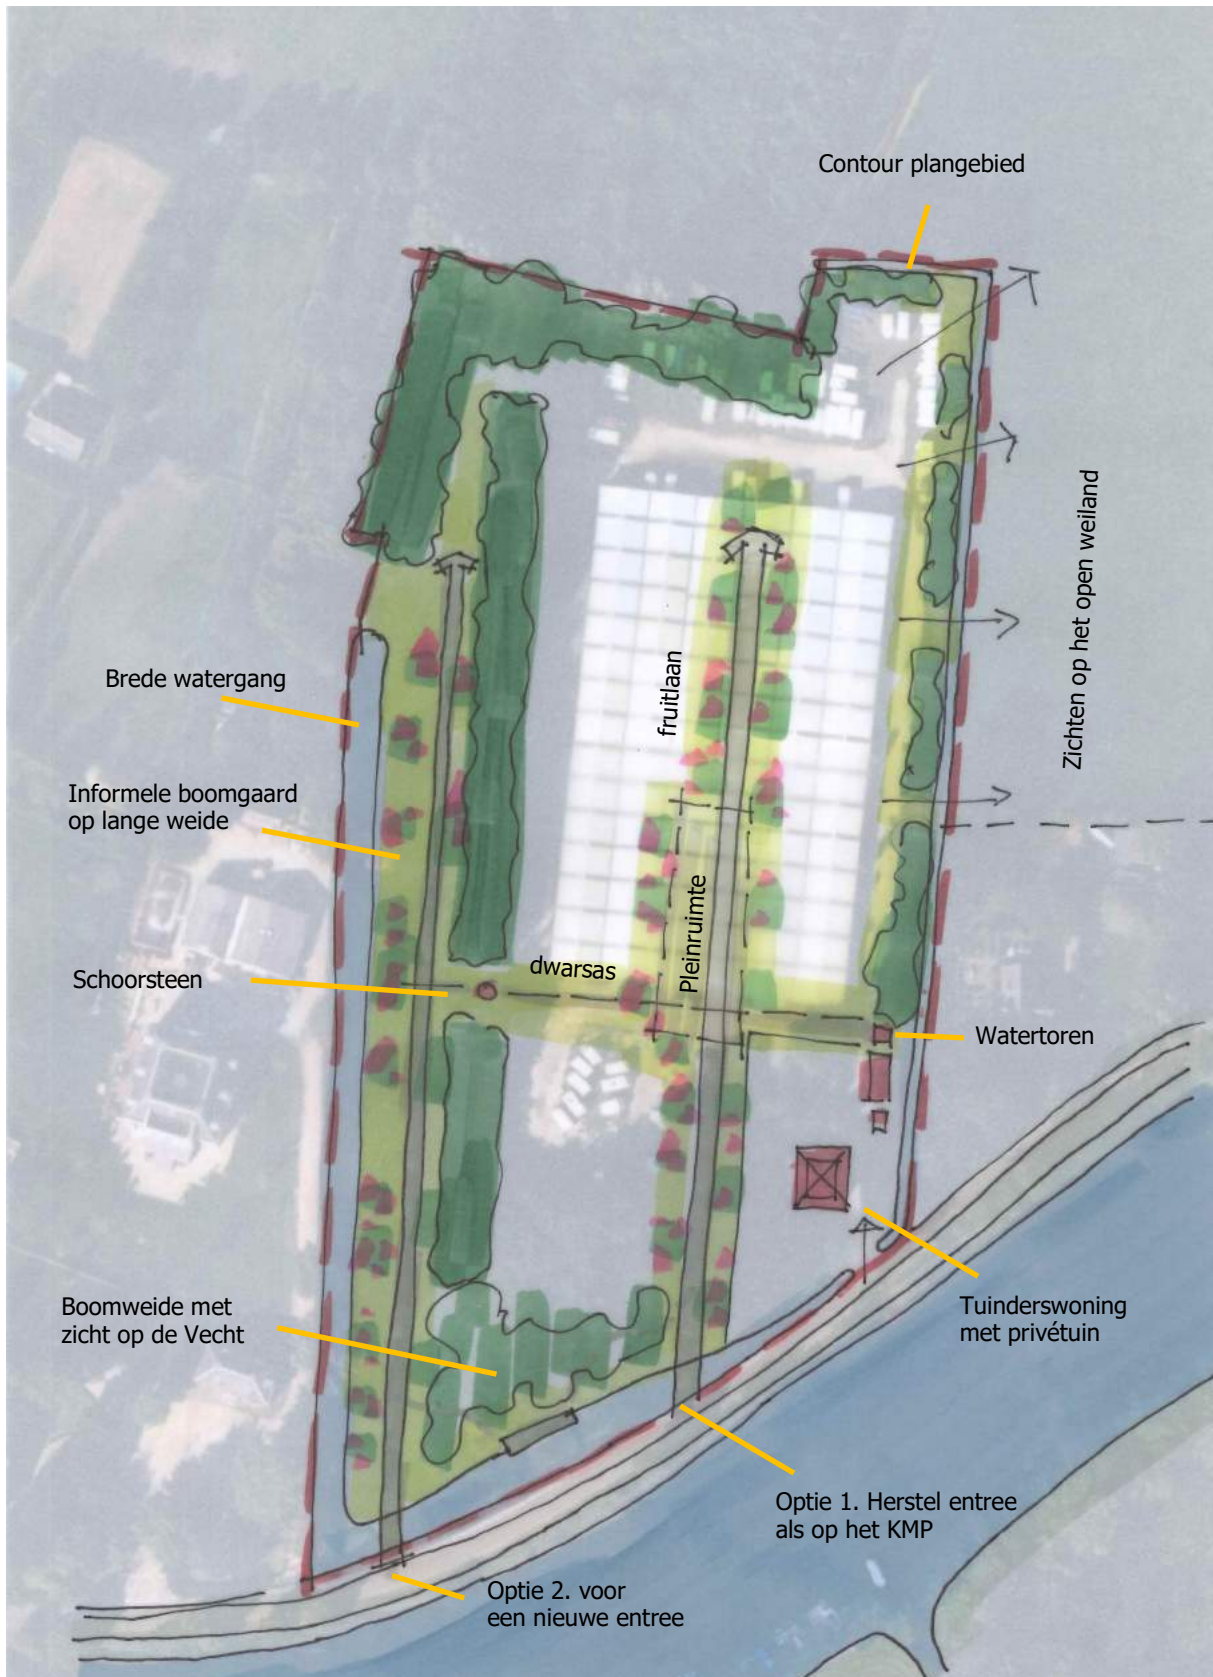 Contour plangebied
Zichten op het open weiland
Brede watergang
fruitlaan
Informele boomgaard
op lange weide
Pleinruimte
dwarsas
Schoorsteen
Watertoren
Boomweide met
zicht op de Vecht
Tuinderswoning
met privétuin
Optie 1. Herstel entree
als op het KMP
Optie 2. voor
een nieuwe entree